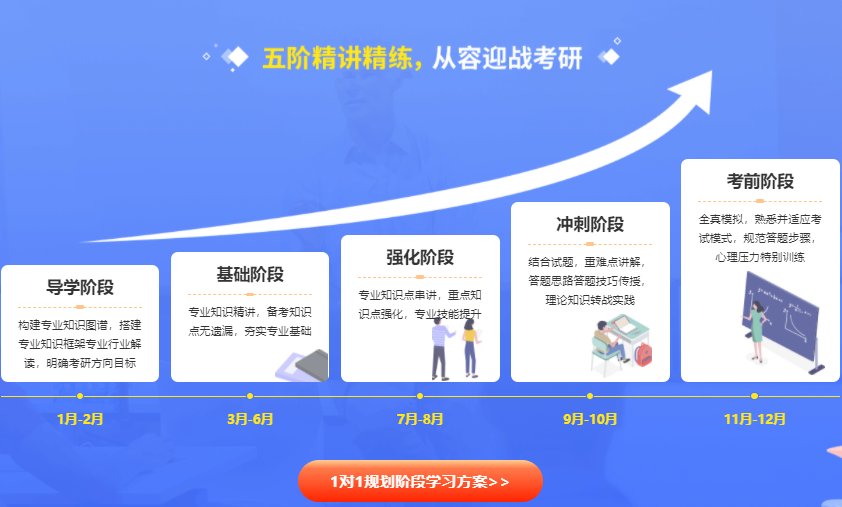 五阶精讲精练，从容迎战考研
导学阶段
构建专业知识图谱，搭建
专业知识框架专业行业解
读，明确考研方向目标
基础阶段
专业知识精讲，备考知识
点无遗漏，夯实专业基础
强化阶段
专业知识点串讲，重点知
识点强化，专业技能提升
冲刺阶段
结合试题，重难点讲解，
答题思路答题技巧传授，
理论知识转战实践
考前阶段
全真模拟，熟悉并适应考
试模式，规范答题步骤，
心理压力特别训练
1月-2月
3月-6月
7月-8月
9月-10月
11月-12月
1对1规划阶段学习方案>>